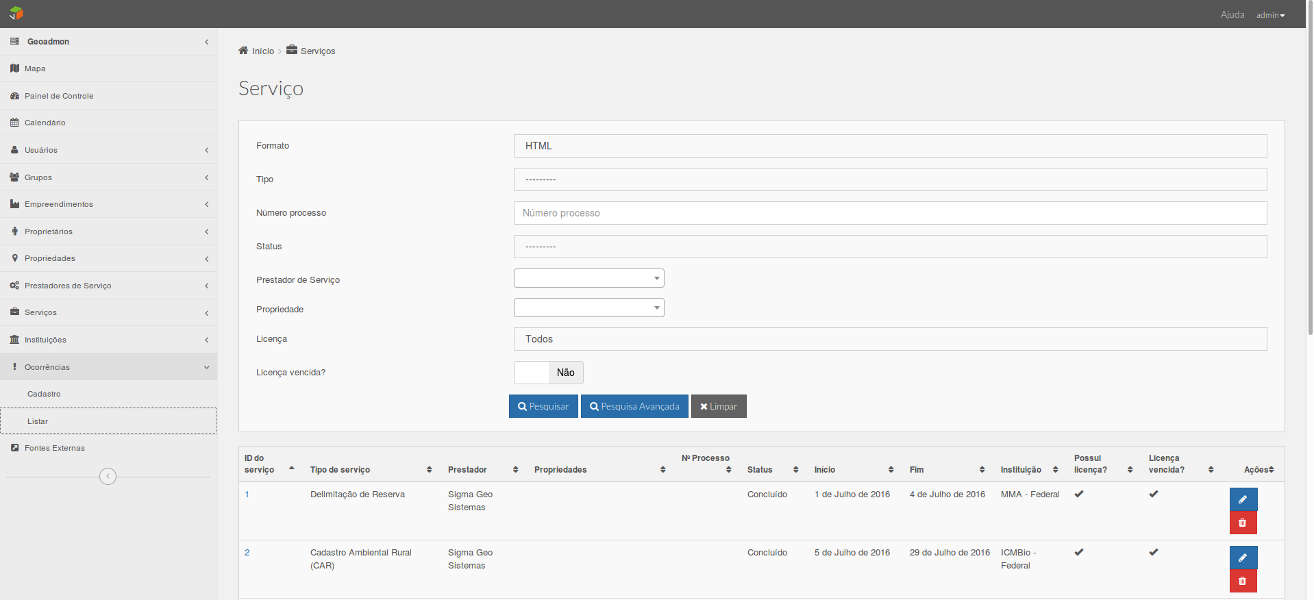 Ajuda admin
Geoadmon
Mapa
Painel de Controle
Calendário
Usuários
Grupos
Empreendimentos
Proprietários
Propriedades
Prestadores de Serviço
Serviços
Instituições
Ocorrências
Cadastro
Listar
Fontes Externas
Início > Serviços
Serviço
Formato HTML
Tipo ---------
Número processo Número processo
Status ---------
Prestador de Serviço
Propriedade
Licença Todos
Licença vencida? Não
Pesquisar Pesquisa Avançada Limpar
ID do serviço Tipo de serviço Prestador Propriedades Nº Processo Status Início Fim Instituição Possui licença? Licença vencida? Ações
1 Delimitação de Reserva Sigma Geo Sistemas Concluído 1 de Julho de 2016 4 de Julho de 2016 MMA - Federal
2 Cadastro Ambiental Rural (CAR) Sigma Geo Sistemas Concluído 5 de Julho de 2016 29 de Julho de 2016 ICMBio - Federal